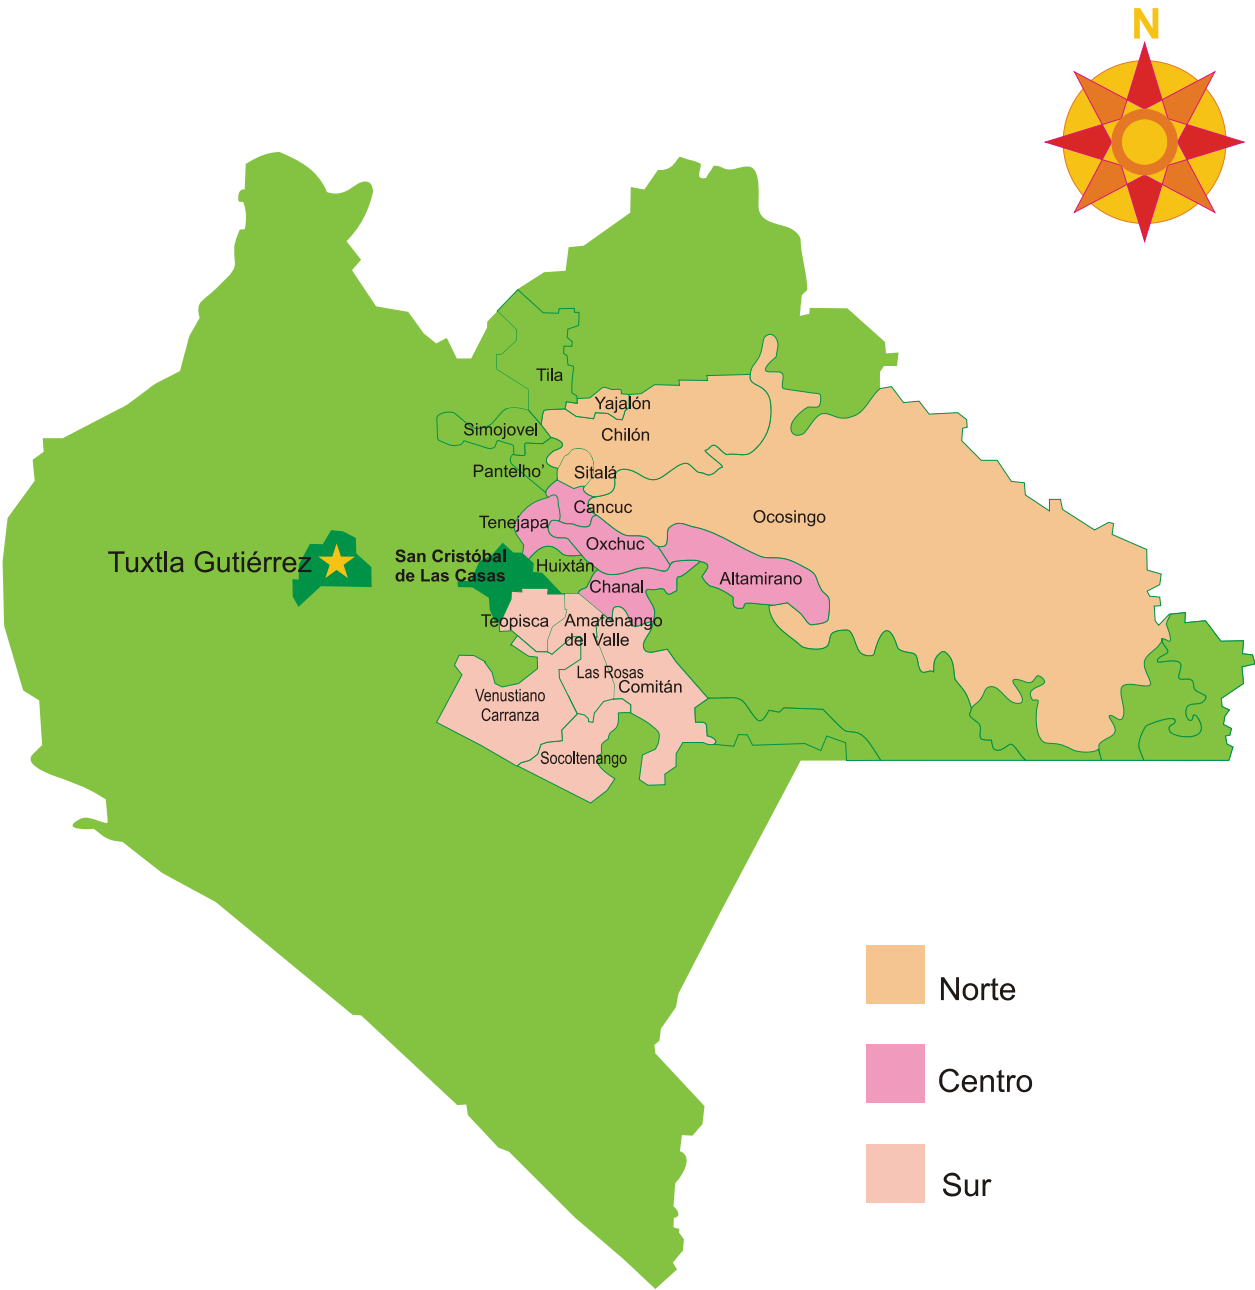 N
Tila
Yajalón
Simojovel
Chilón
Pantelho'
Sitalá
Cancuc
Tenejapa
Ocosingo
Oxchuc
Tuxtla Gutiérrez
San Cristóbal
de Las Casas
Huixtán
Chanal
Altamirano
Teopisca
Amatenango
del Valle
Las Rosas
Comitán
Venustiano
Carranza
Socoltenango
Norte
Centro
Sur